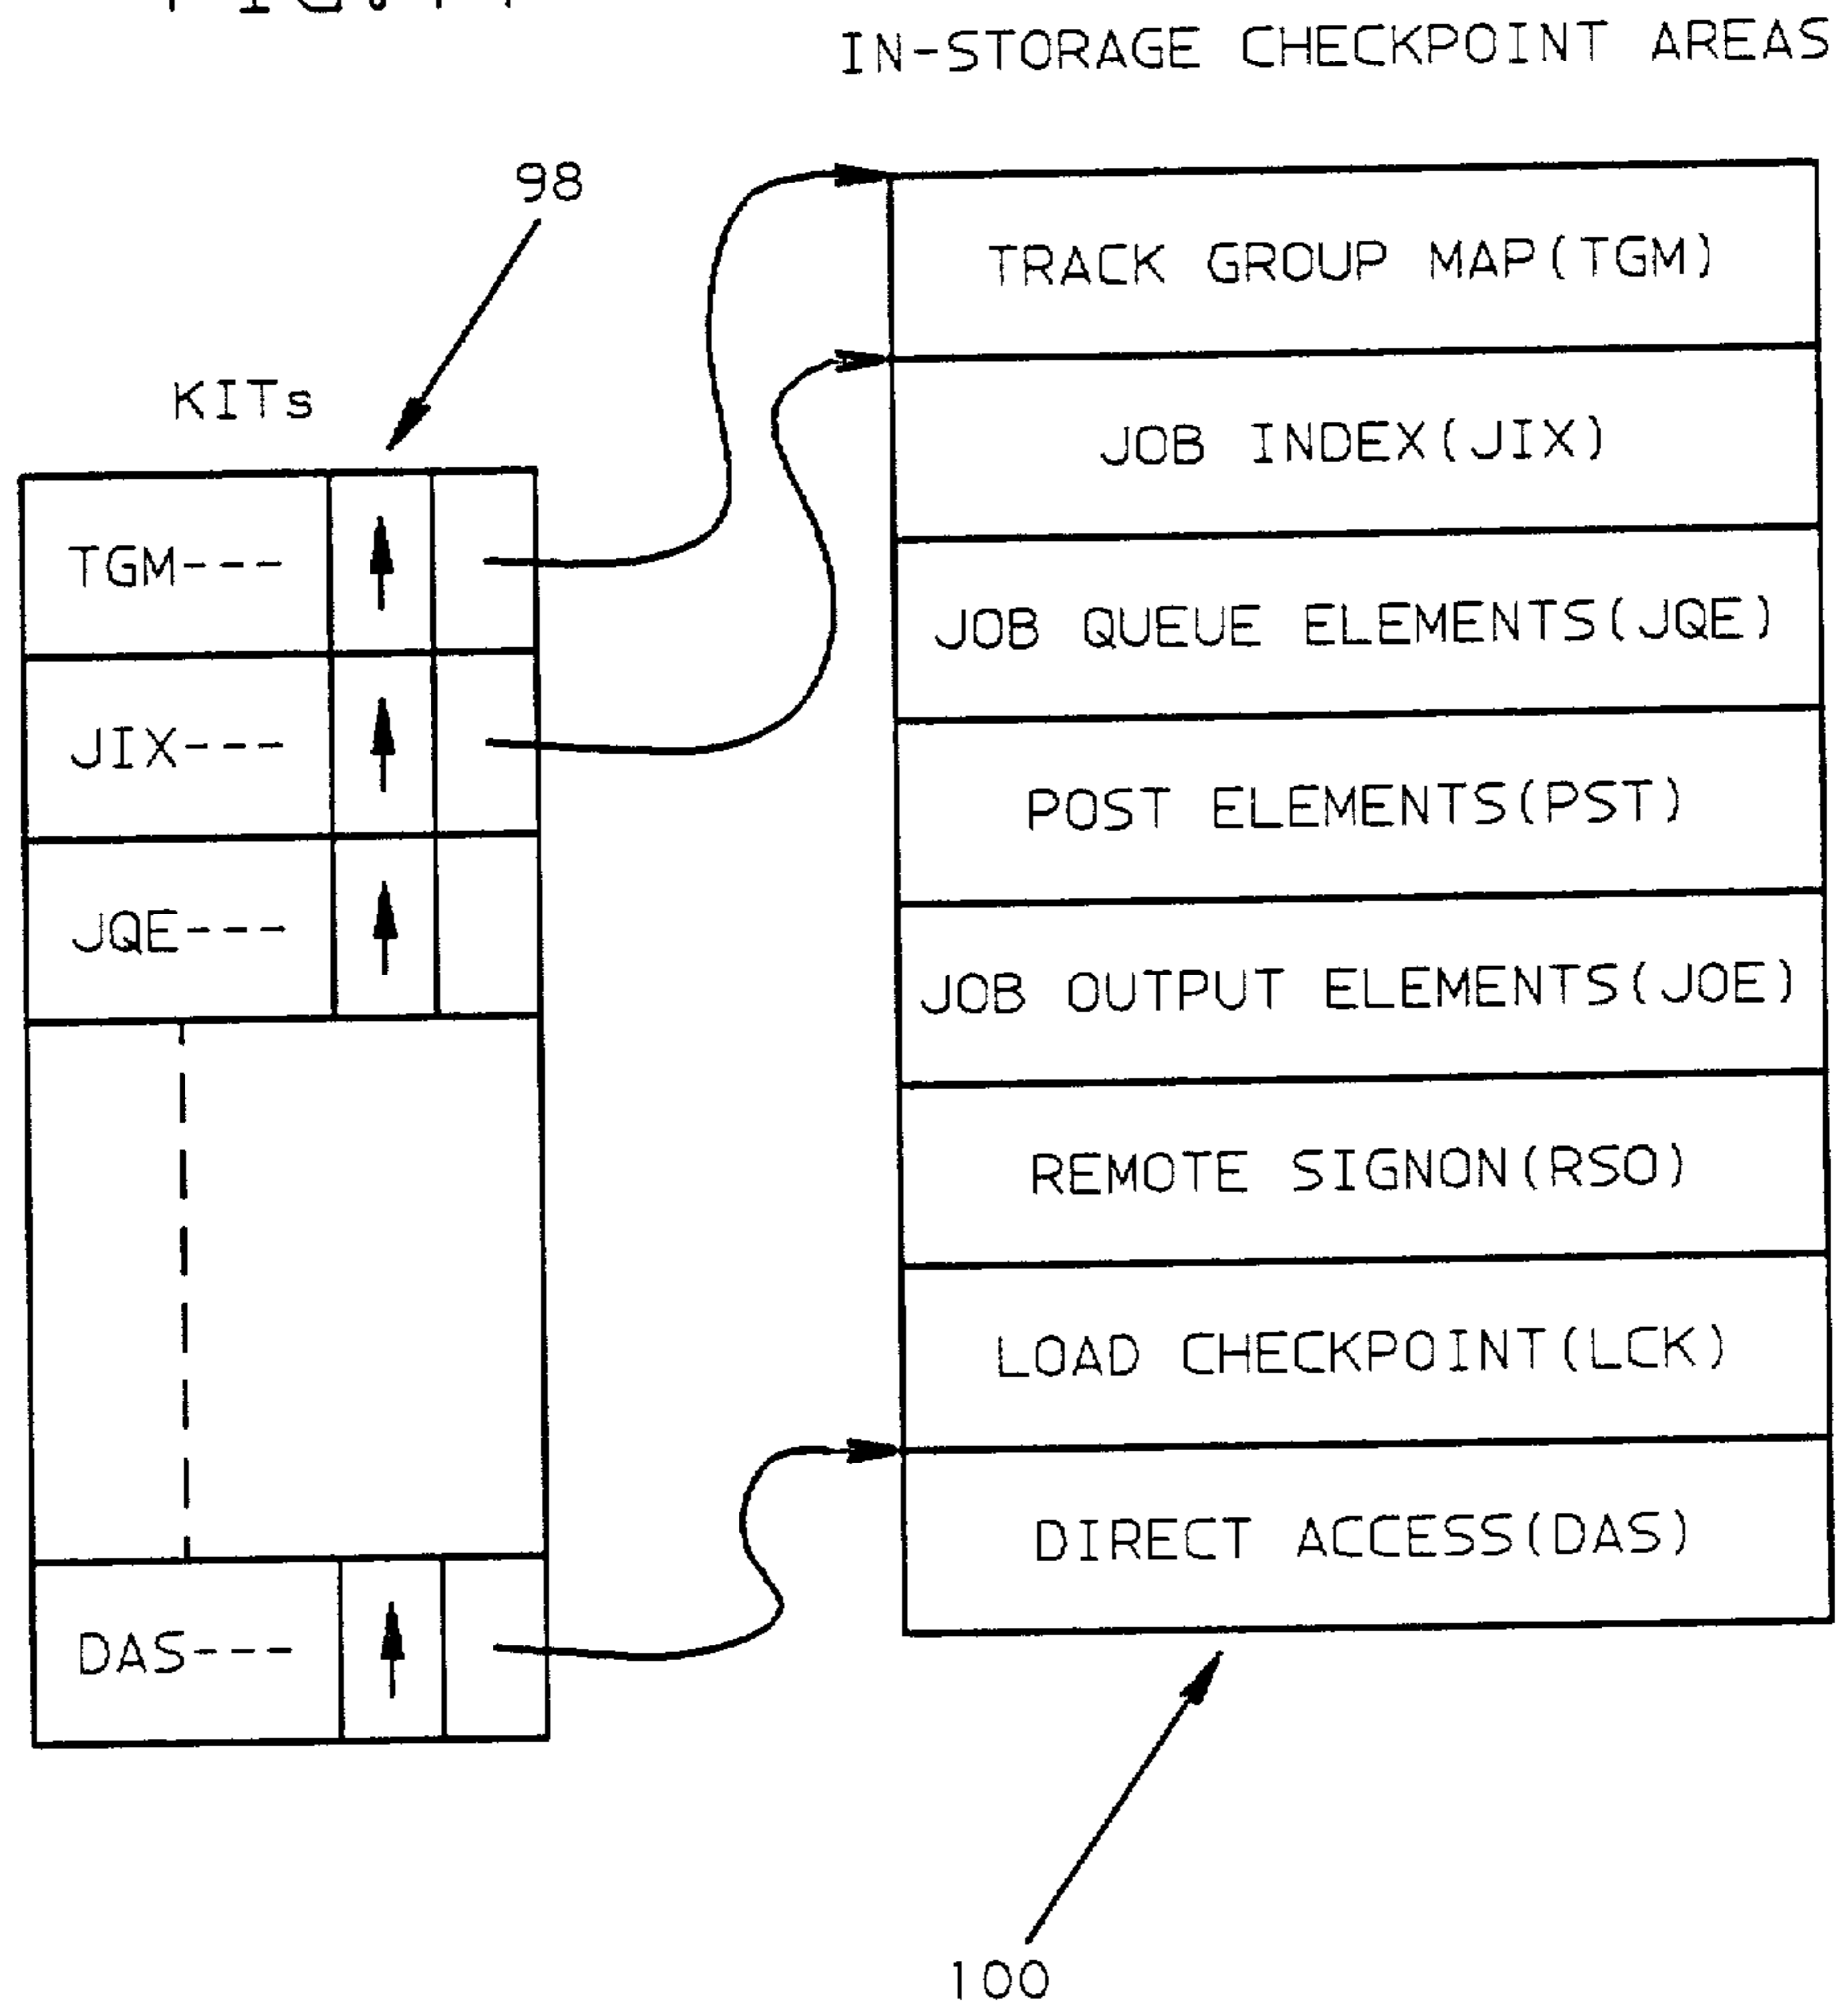 IN-STORAGE CHECKPOINT AREAS
98
KITs
TGM---
JIX---
JQE---
DAS---
TRACK GROUP MAP(TGM)
JOB INDEX(JIX)
JOB QUEUE ELEMENTS(JQE)
POST ELEMENTS(PST)
JOB OUTPUT ELEMENTS(JOE)
REMOTE SIGNON(RSO)
LOAD CHECKPOINT(LCK)
DIRECT ACCESS(DAS)
100